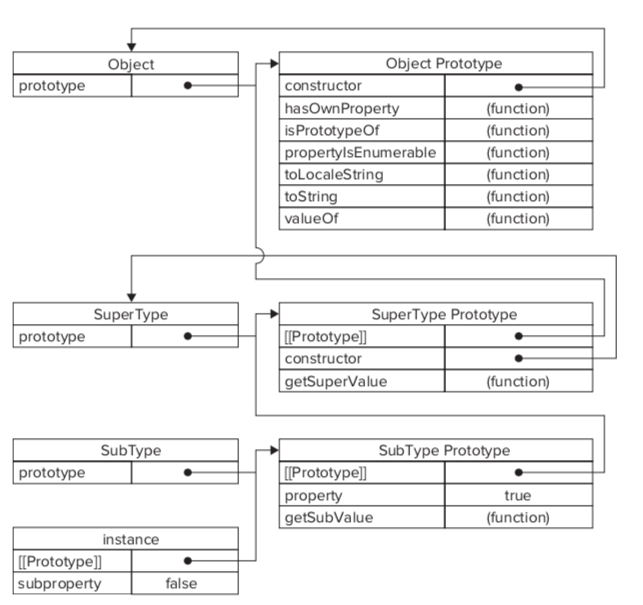 Object
prototype
Object Prototype
constructor
hasOwnProperty (function)
isPrototypeOf (function)
propertyIsEnumerable (function)
toLocaleString (function)
toString (function)
valueOf (function)
SuperType
prototype
SuperType Prototype
[[Prototype]]
constructor
getSuperValue (function)
SubType
prototype
SubType Prototype
[[Prototype]]
property true
getSubValue (function)
instance
[[Prototype]]
subproperty false